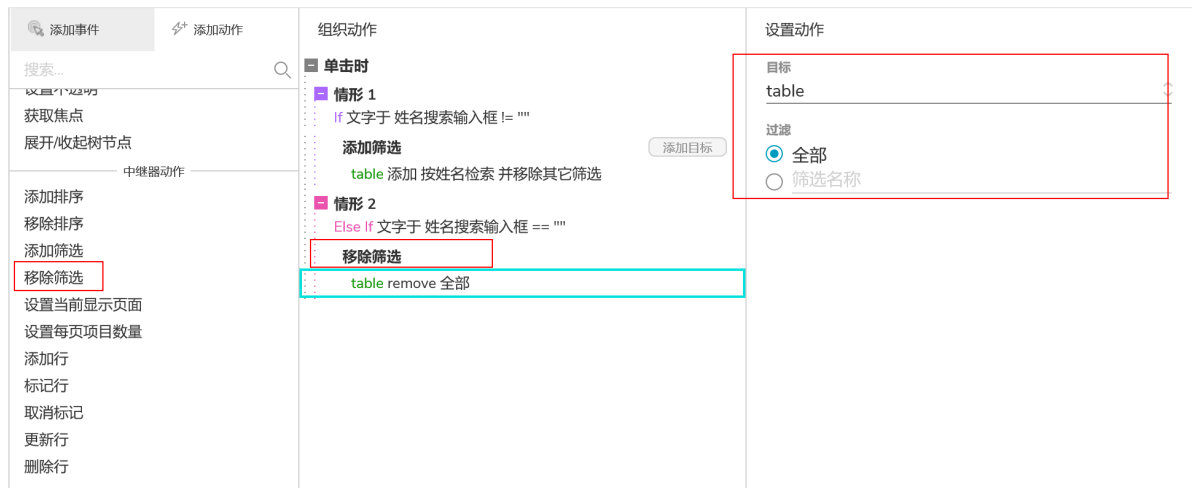 添加事件
添加动作
搜索...
设置不透明
获取焦点
展开/收起树节点
中继器动作
添加排序
移除排序
添加筛选
移除筛选
设置当前显示页面
设置每页项目数量
添加行
标记行
取消标记
更新行
删除行
组织动作
单击时
情形 1
If 文字于 姓名搜索输入框 != ""
添加筛选
添加目标
table 添加 按姓名检索 并移除其它筛选
情形 2
Else If 文字于 姓名搜索输入框 == ""
移除筛选
table remove 全部
设置动作
目标
table
过滤
全部
筛选名称